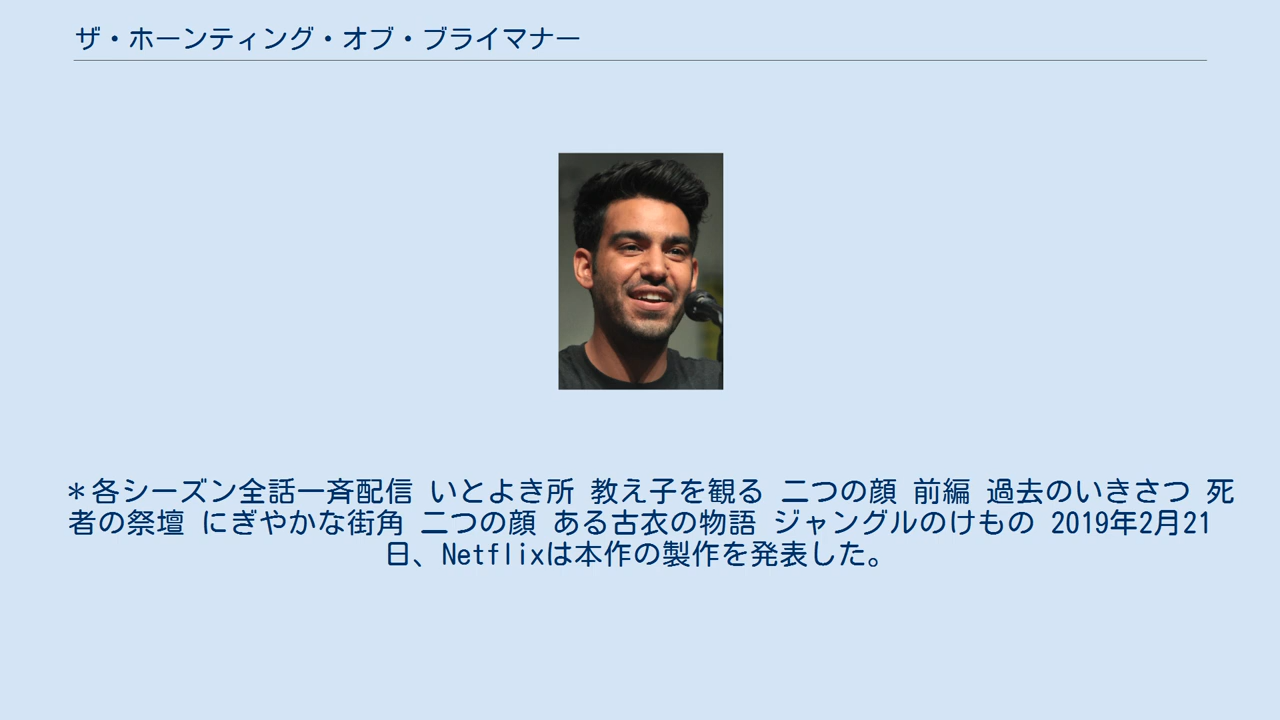 ザ・ホーンティング・オブ・ブライマナー
＊各シーズン全話一斉配信 いとよき所 教え子を観る 二つの顔 前編 過去のいきさつ 死
者の祭壇 にぎやかな街角 二つの顔 ある古衣の物語 ジャングルのけもの 2019年2月21
日、Netflixは本作の製作を発表した。